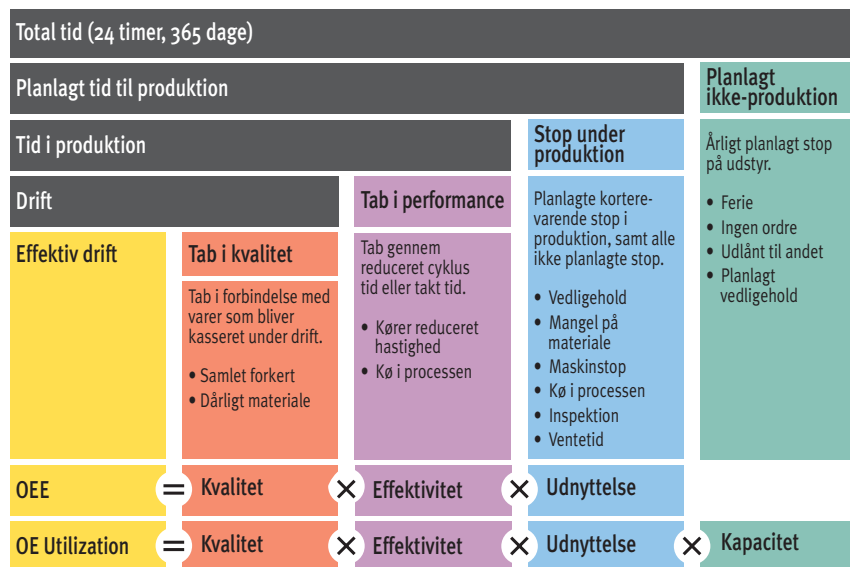 Total tid (24 timer, 365 dage)
Planlagt tid til produktion
Planlagt
ikke-produktion
Tid i produktion
Stop under
produktion
Årligt planlagt stop
på udstyr.
• Ferie
• Ingen ordre
• Udlånt til andet
• Planlagt
vedligehold
Drift
Tab i performance
Planlagte kortere-
varende stop i
produktion, samt alle
ikke planlagte stop.
• Vedligehold
• Mangel på
materiale
• Maskinstop
• Kø i processen
• Inspektion
• Ventetid
Effektiv drift
Tab i kvalitet
Tab gennem
reduceret cyklus
tid eller takt tid.
• Kører reduceret
hastighed
• Kø i processen
Tab i forbindelse med
varer som bliver
kasseret under drift.
• Samlet forkert
• Dårligt materiale
OEE = Kvalitet × Effektivitet × Udnyttelse
OE Utilization = Kvalitet × Effektivitet × Udnyttelse × Kapacitet